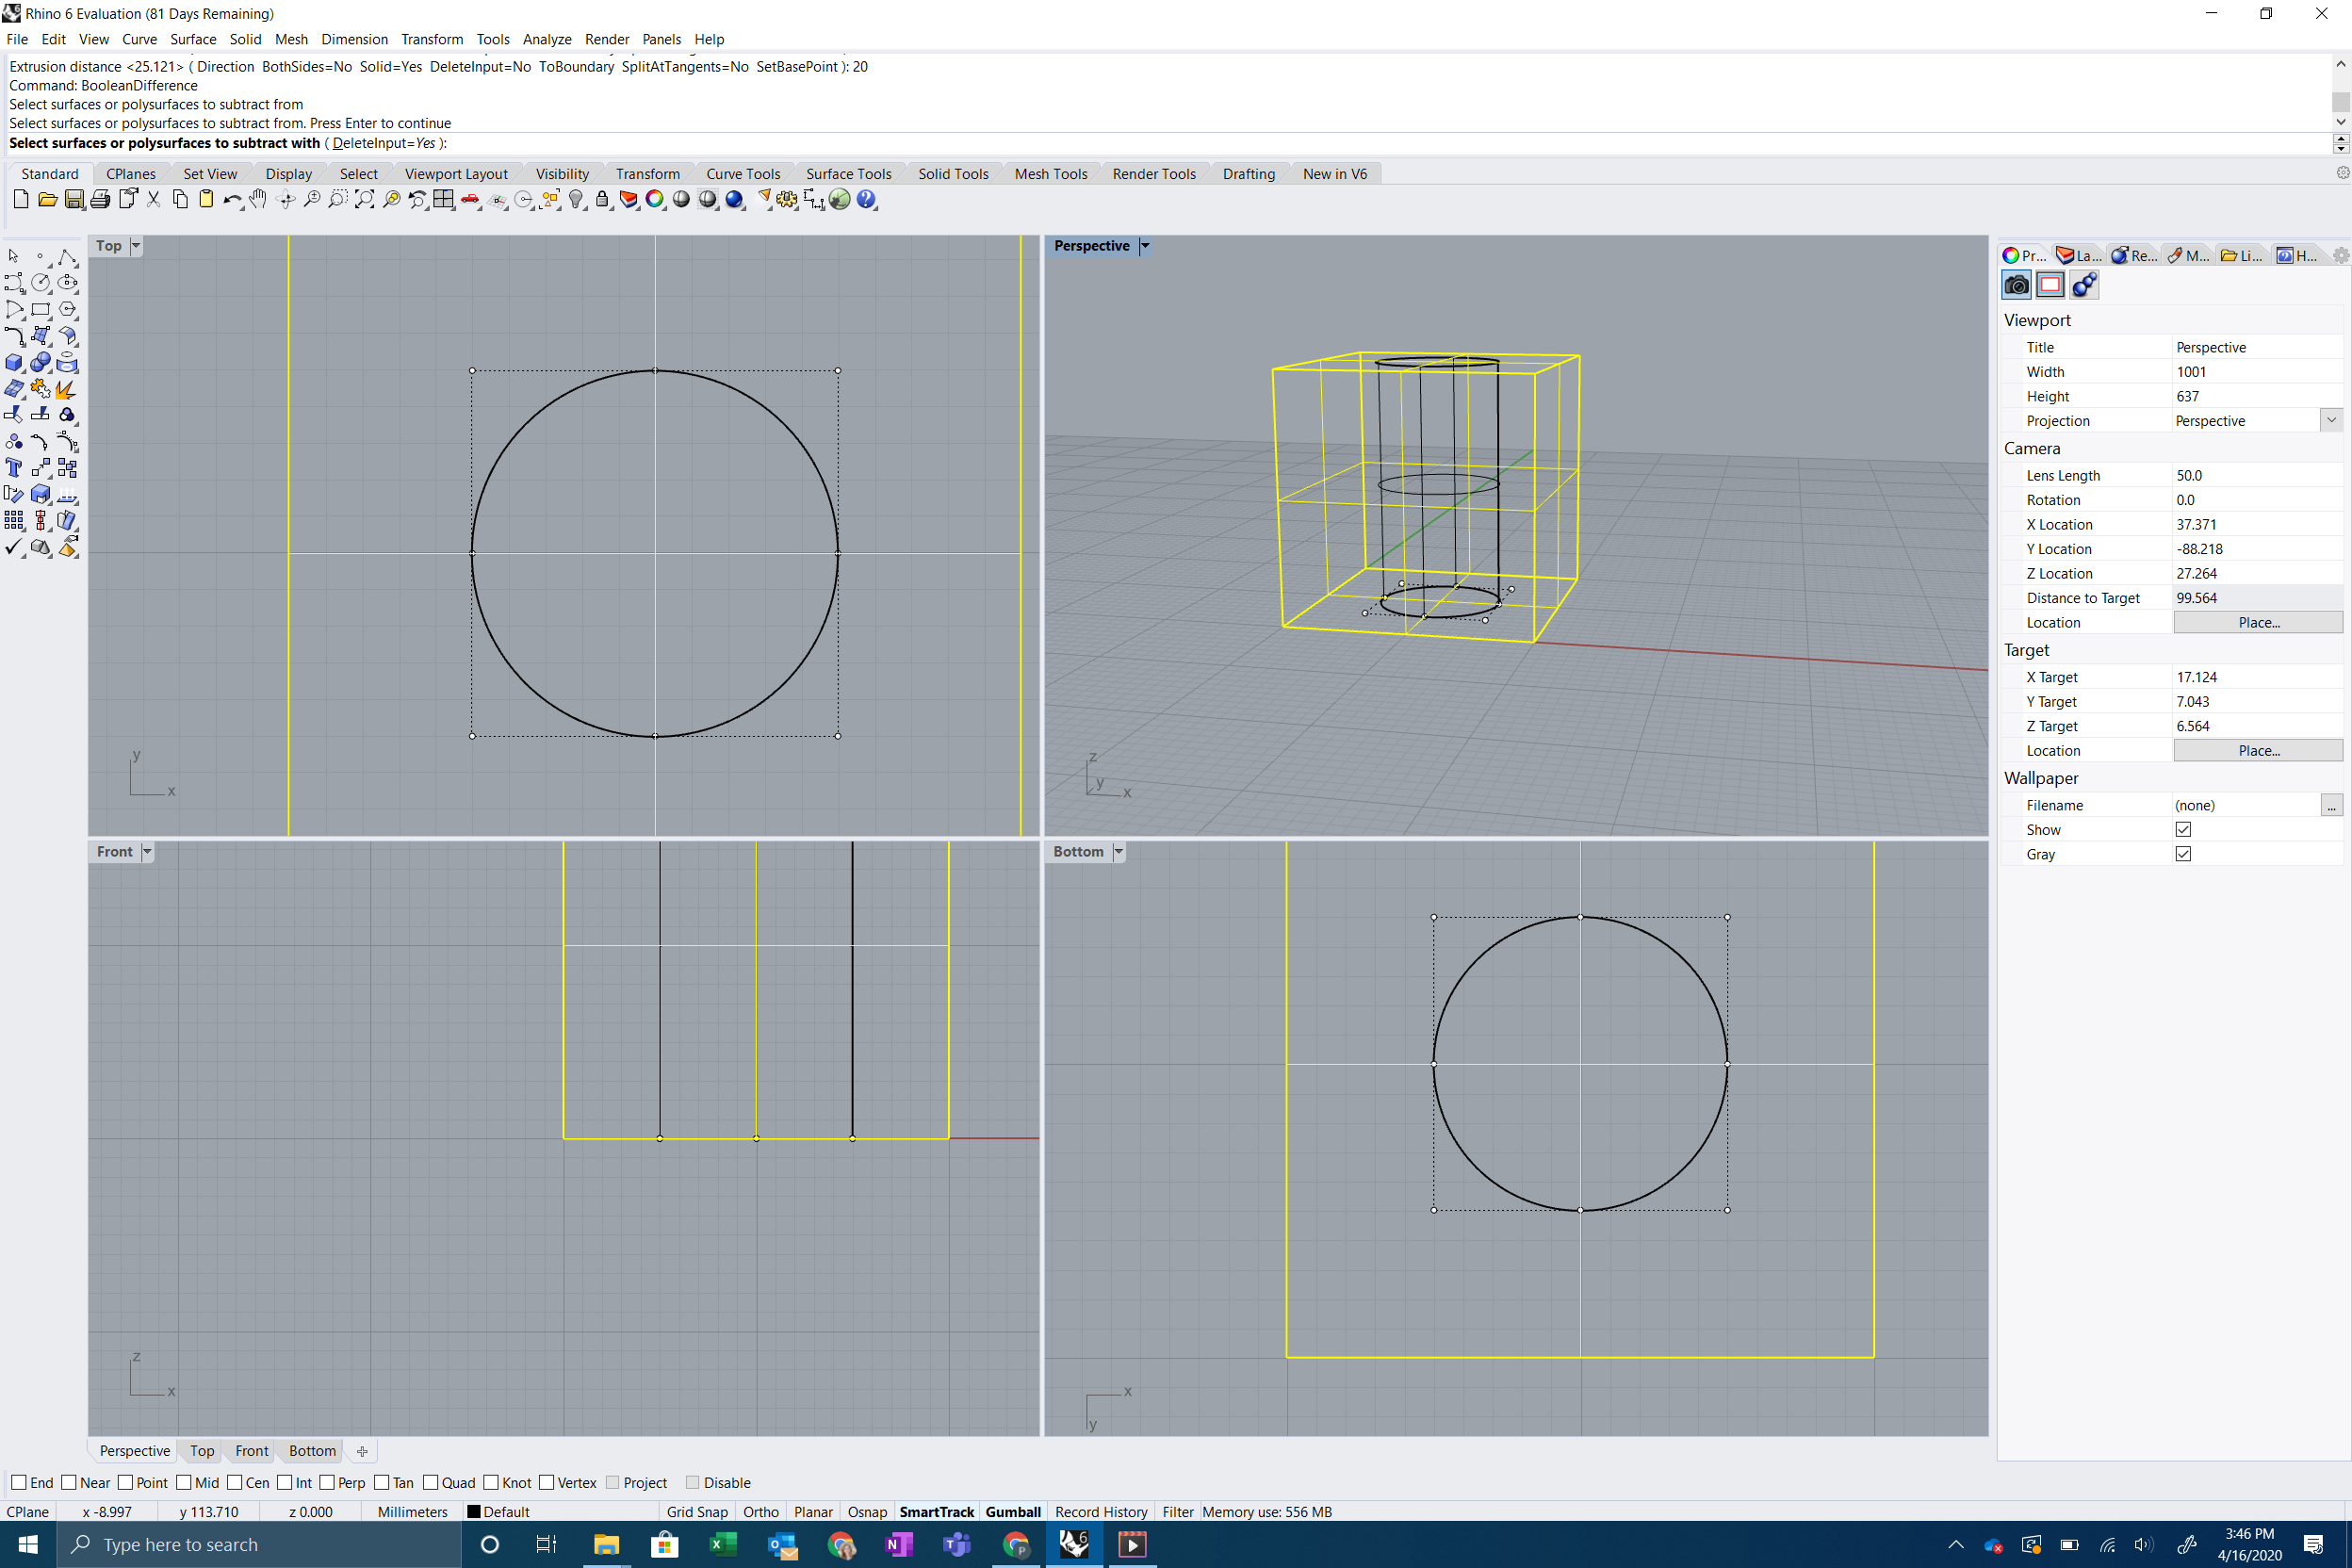 Rhino 6 Evaluation (81 Days Remaining)
File Edit View Curve Surface Solid Mesh Dimension Transform Tools Analyze Render Panels Help
Extrusion distance <25.121> ( Direction BothSides=No Solid=Yes DeleteInput=No ToBoundary SplitAtTangents=No SetBasePoint ): 20
Command: BooleanDifference
Select surfaces or polysurfaces to subtract from
Select surfaces or polysurfaces to subtract from. Press Enter to continue
Select surfaces or polysurfaces to subtract with ( DeleteInput=Yes ):
Standard CPlanes Set View Display Select Viewport Layout Visibility Transform Curve Tools Surface Tools Solid Tools Mesh Tools Render Tools Drafting New in V6
Top
y
x
Perspective
z
y
x
Front
z
x
Bottom
x
y
Pr... La... Re... M... Li... H...
Viewport
Title Perspective
Width 1001
Height 637
Projection Perspective
Camera
Lens Length 50.0
Rotation 0.0
X Location 37.371
Y Location -88.218
Z Location 27.264
Distance to Target 99.564
Location Place...
Target
X Target 17.124
Y Target 7.043
Z Target 6.564
Location Place...
Wallpaper
Filename (none) ...
Show
Gray
Perspective Top Front Bottom
End Near Point Mid Cen Int Perp Tan Quad Knot Vertex Project Disable
CPlane x -8.997 y 113.710 z 0.000 Millimeters Default Grid Snap Ortho Planar Osnap SmartTrack Gumball Record History Filter Memory use: 556 MB
Type here to search
3:46 PM
4/16/2020